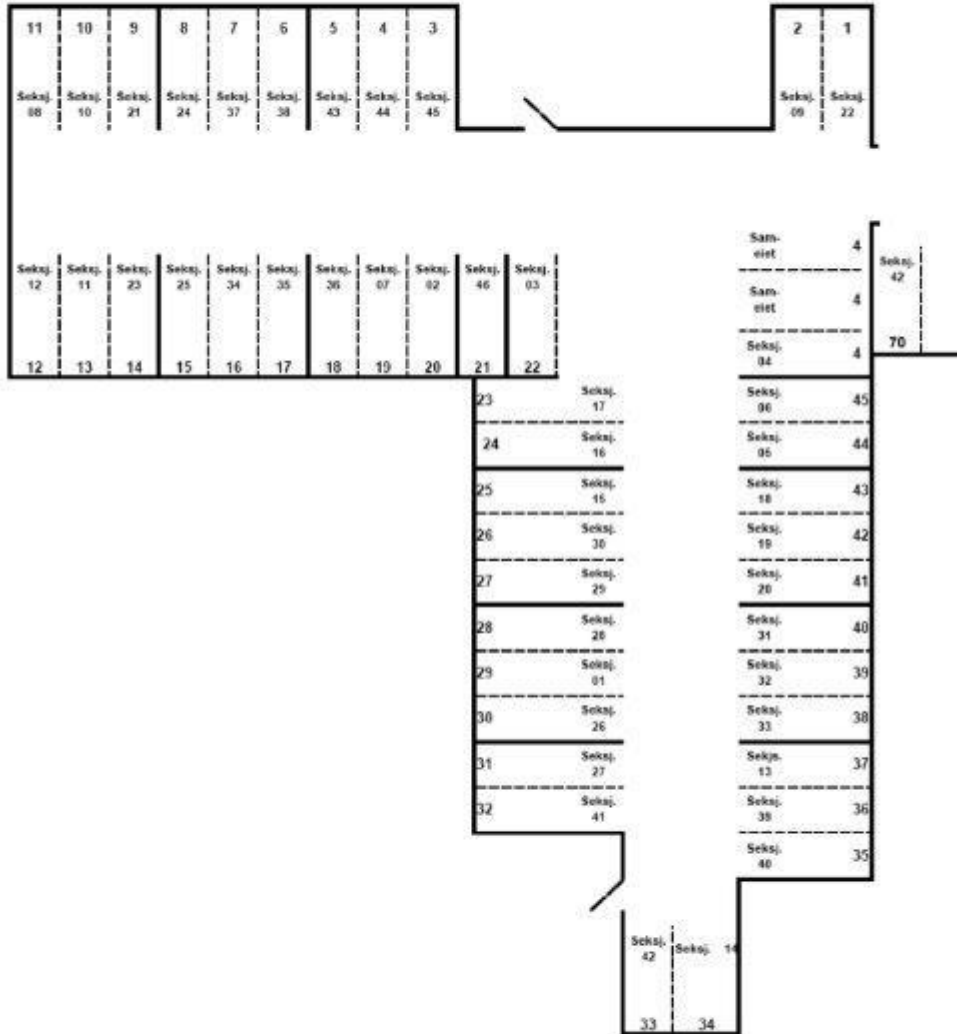 11 10 9 8 7 6 5 4 3 2 1
Seksj. Seksj. Seksj. Seksj. Seksj. Seksj. Seksj. Seksj. Seksj. Seksj. Seksj.
08 10 21 24 37 38 43 44 45 09 22
Sam-
eiet 4
Seksj. Seksj. Seksj. Seksj. Seksj. Seksj. Seksj. Seksj. Seksj. Seksj. Seksj.
12 11 23 25 34 35 36 07 02 46 03
Seksj.
42
Sam-
eiet 4
70
Seksj.
04 4
12 13 14 15 16 17 18 19 20 21 22
23 Seksj.
17
Seksj.
06 45
24 Seksj.
16
Seksj.
05 44
25 Seksj.
15
Seksj.
18 43
26 Seksj.
30
Seksj.
19 42
27 Seksj.
29
Seksj.
20 41
28 Seksj.
28
Seksj.
31 40
29 Seksj.
01
Seksj.
32 39
30 Seksj.
26
Seksj.
33 38
31 Seksj.
27
Sekjs.
13 37
32 Seksj.
41
Seksj.
39 36
Seksj.
40 35
Seksj.
42
Seksj. 14
33 34